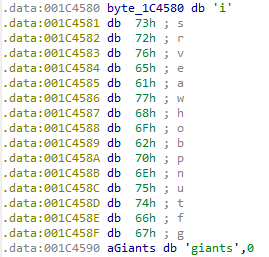 .data:001C4580 byte_1C4580 db 'i'
.data:001C4581 db 73h ; s
.data:001C4582 db 72h ; r
.data:001C4583 db 76h ; v
.data:001C4584 db 65h ; e
.data:001C4585 db 61h ; a
.data:001C4586 db 77h ; w
.data:001C4587 db 68h ; h
.data:001C4588 db 6Fh ; o
.data:001C4589 db 62h ; b
.data:001C458A db 70h ; p
.data:001C458B db 6Eh ; n
.data:001C458C db 75h ; u
.data:001C458D db 74h ; t
.data:001C458E db 66h ; f
.data:001C458F db 67h ; g
.data:001C4590 aGiants db 'giants',0